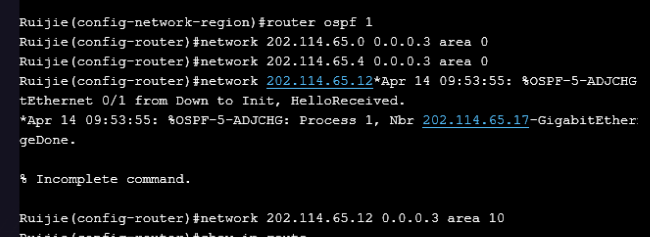 Ruijie(config-network-region)#router ospf 1
Ruijie(config-router)#network 202.114.65.0 0.0.0.3 area 0
Ruijie(config-router)#network 202.114.65.4 0.0.0.3 area 0
Ruijie(config-router)#network 202.114.65.12*Apr 14 09:53:55: %OSPF-5-ADJCHG
tEthernet 0/1 from Down to Init, HelloReceived.
*Apr 14 09:53:55: %OSPF-5-ADJCHG: Process 1, Nbr 202.114.65.17-GigabitEther
geDone.
% Incomplete command.
Ruijie(config-router)#network 202.114.65.12 0.0.0.3 area 10